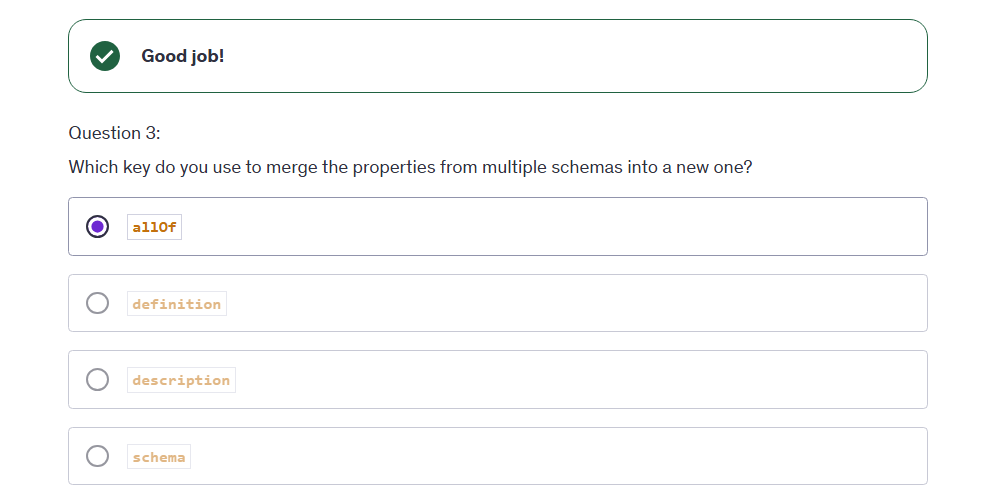 Good job!
Question 3:
Which key do you use to merge the properties from multiple schemas into a new one?
allOf
definition
description
schema